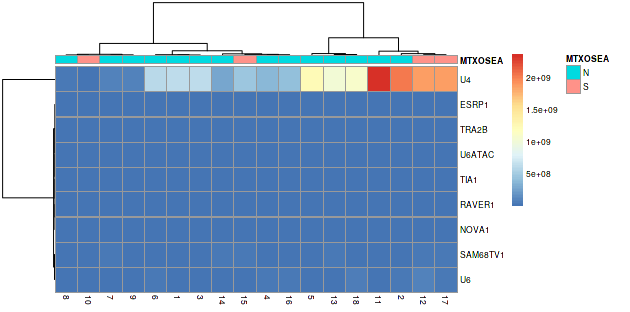 MTXOSEA
U4
ESRP1
TRA2B
U6ATAC
TIA1
RAVER1
NOVA1
SAM68TV1
U6
8 10 7 9 6 1 3 14 15 4 16 5 13 18 11 2 12 17
2e+09
1.5e+09
1e+09
5e+08
MTXOSEA
N
S